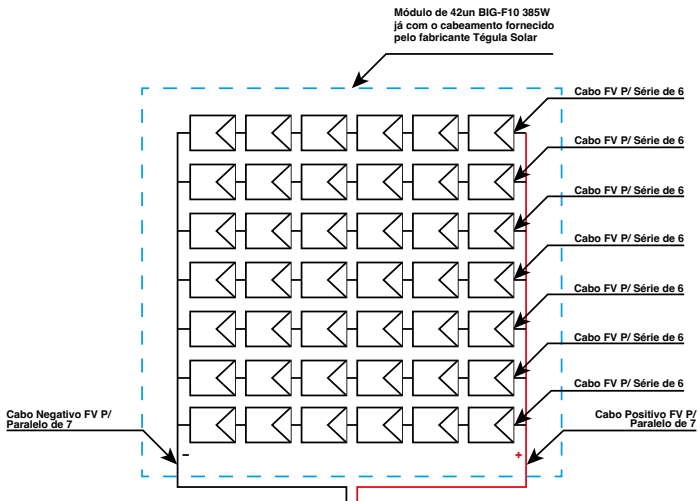 Módulo de 42un BIG-F10 385W
já com o cabeamento fornecido
pelo fabricante Tégula Solar
Cabo FV P/ Série de 6
Cabo FV P/ Série de 6
Cabo FV P/ Série de 6
Cabo FV P/ Série de 6
Cabo FV P/ Série de 6
Cabo FV P/ Série de 6
Cabo FV P/ Série de 6
Cabo Negativo FV P/
Paralelo de 7
Cabo Positivo FV P/
Paralelo de 7
-
+